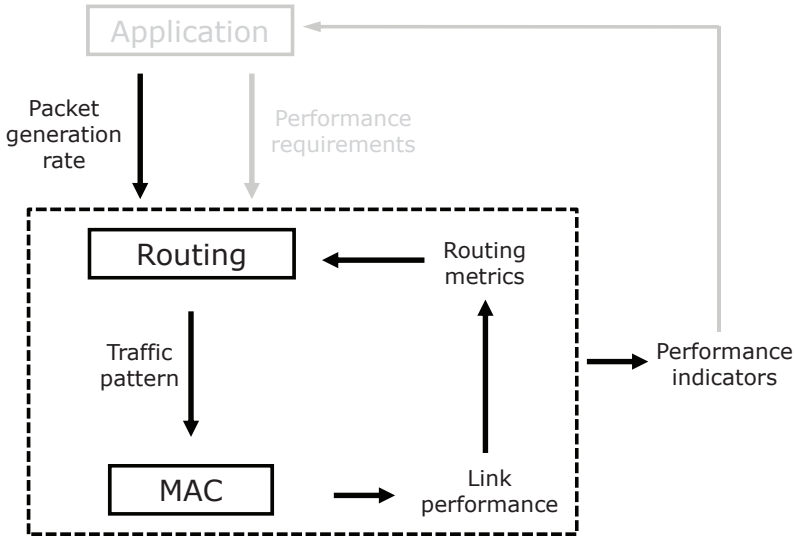 Application
Packet
generation
rate
Performance
requirements
Routing
Routing
metrics
Traffic
pattern
Performance
indicators
MAC
Link
performance